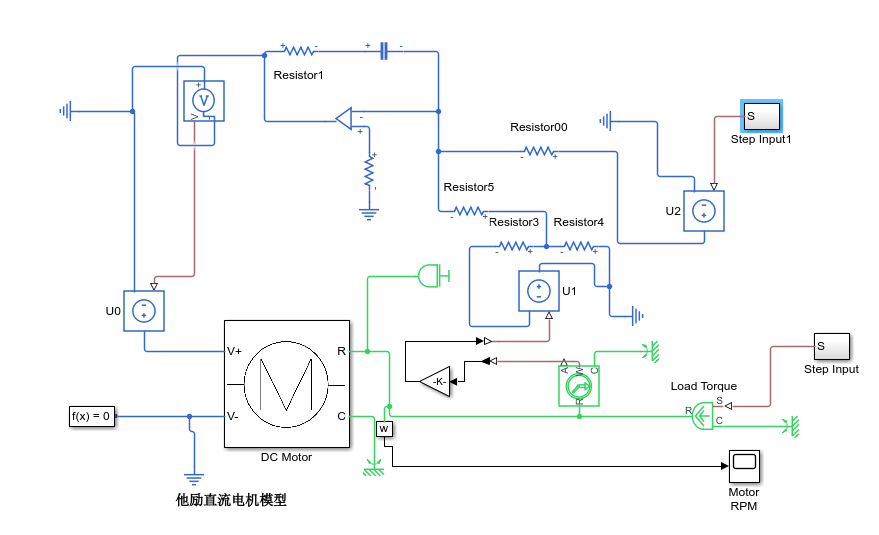 + - + -
Resistor1
+
V
V
-
+
+
-
Resistor00
- +
S
Step Input1
Resistor5
- +
Resistor3
Resistor4
- + - +
U2
-
+
U1
+
-
U0
-
+
V+
R
V-
C
DC Motor
f(x) = 0
-K-
A
W
C
R
S
Step Input
Load Torque
S
R
C
w
Motor
RPM
他励直流电机模型